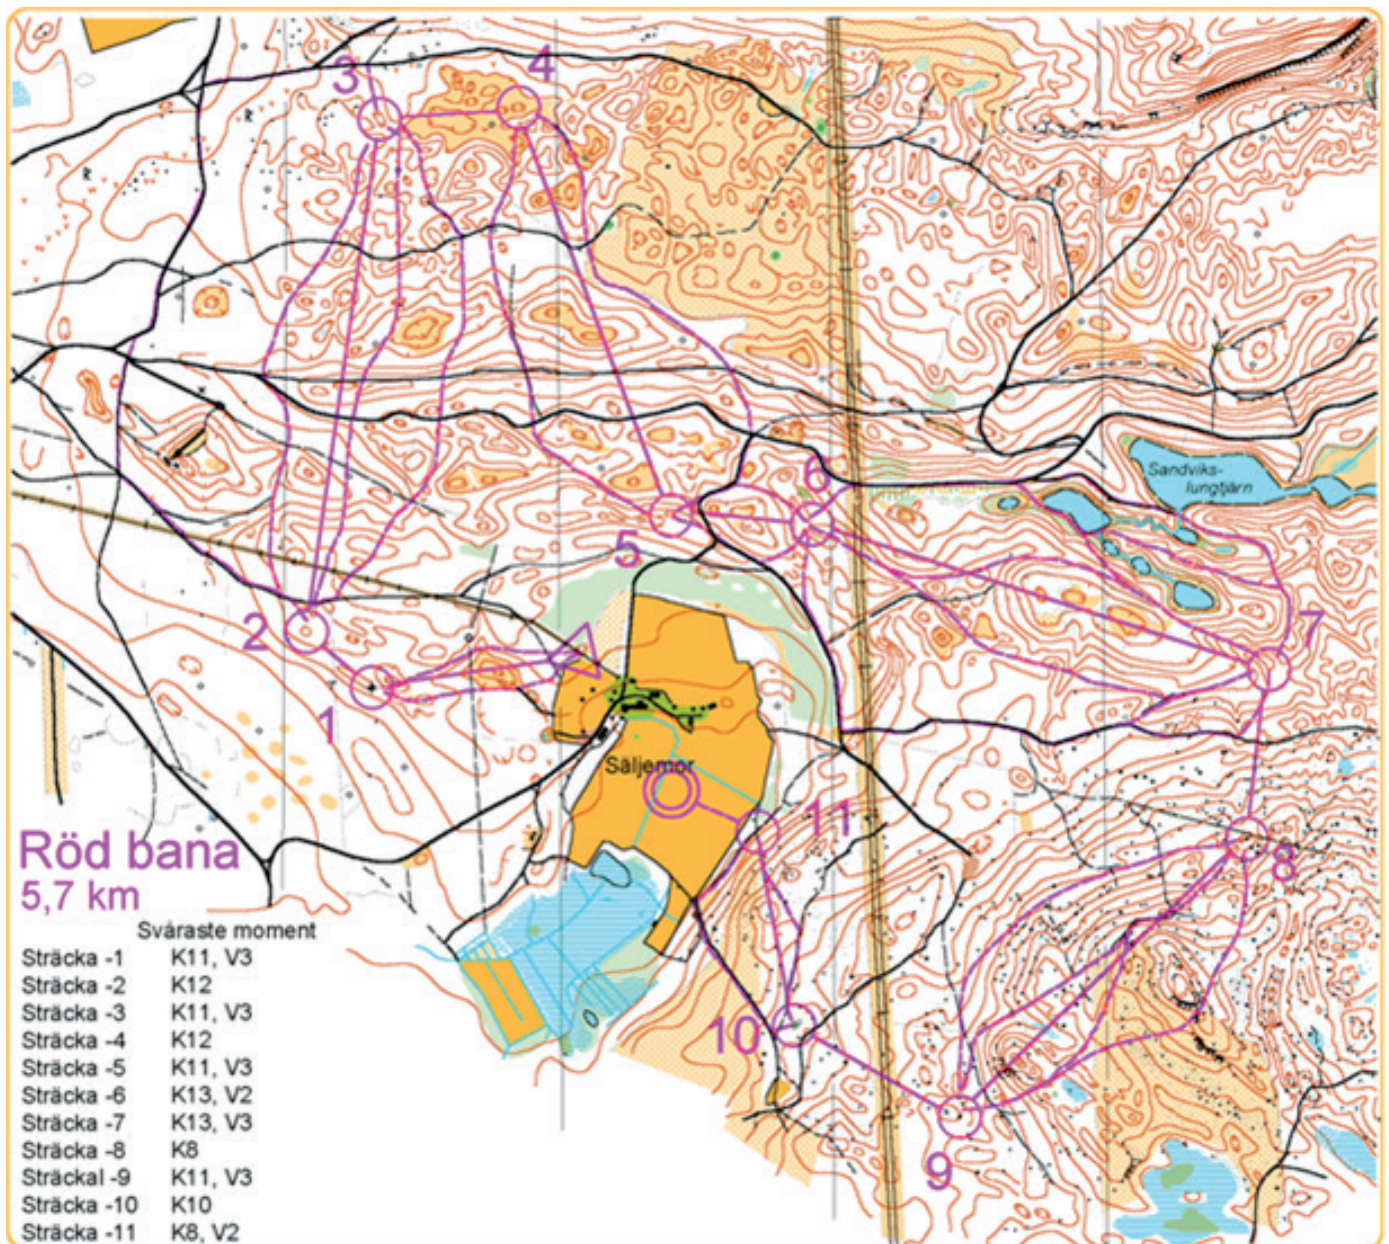 3
4
6
Sandviks-
lungtjärn
5
7
2
1
Säljemor
11
8
10
9
Röd bana
5,7 km
Svåraste moment
Sträcka -1 K11, V3
Sträcka -2 K12
Sträcka -3 K11, V3
Sträcka -4 K12
Sträcka -5 K11, V3
Sträcka -6 K13, V2
Sträcka -7 K13, V3
Sträcka -8 K8
Sträckal -9 K11, V3
Sträcka -10 K10
Sträcka -11 K8, V2